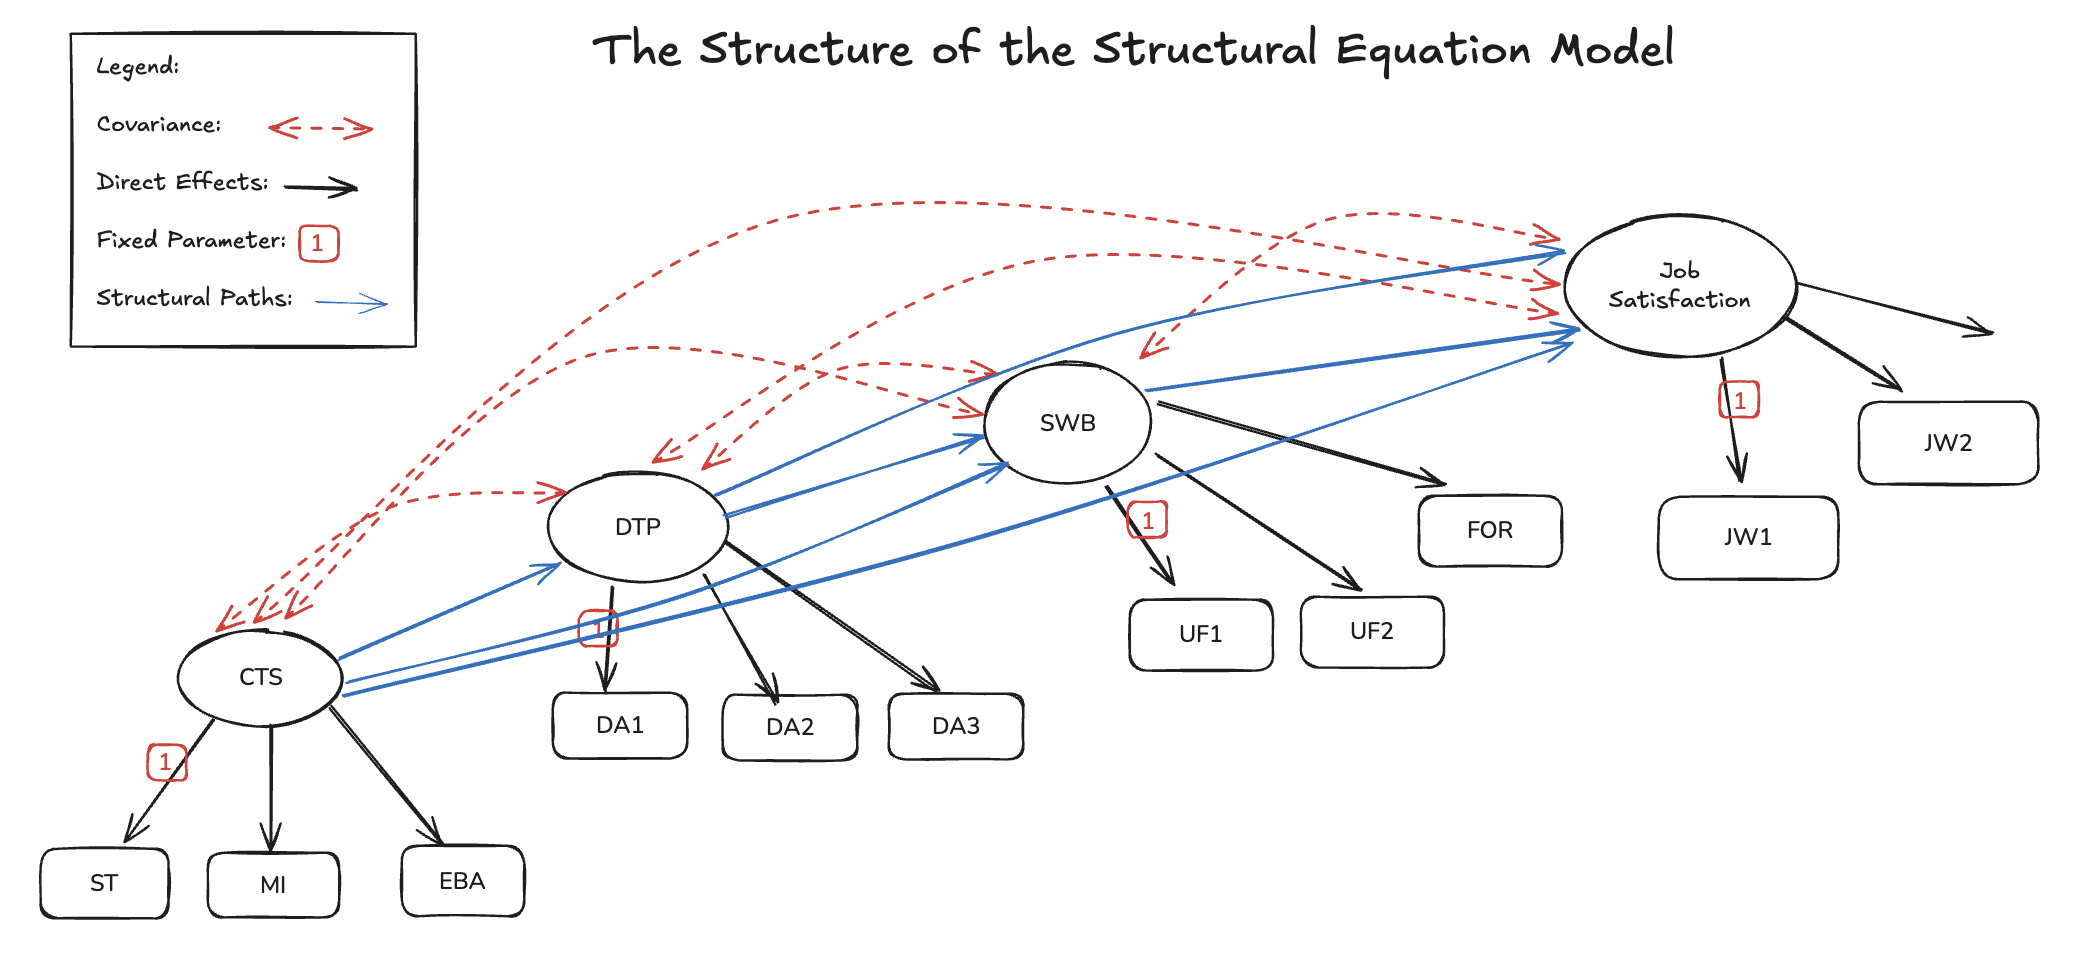 The Structure of the Structural Equation Model
Legend:
Covariance:
Direct Effects:
Fixed Parameter: 1
Structural Paths:
Job
Satisfaction
1
JW2
JW1
SWB
1
FOR
UF1
UF2
DTP
1
DA1
DA2
DA3
CTS
1
ST
MI
EBA